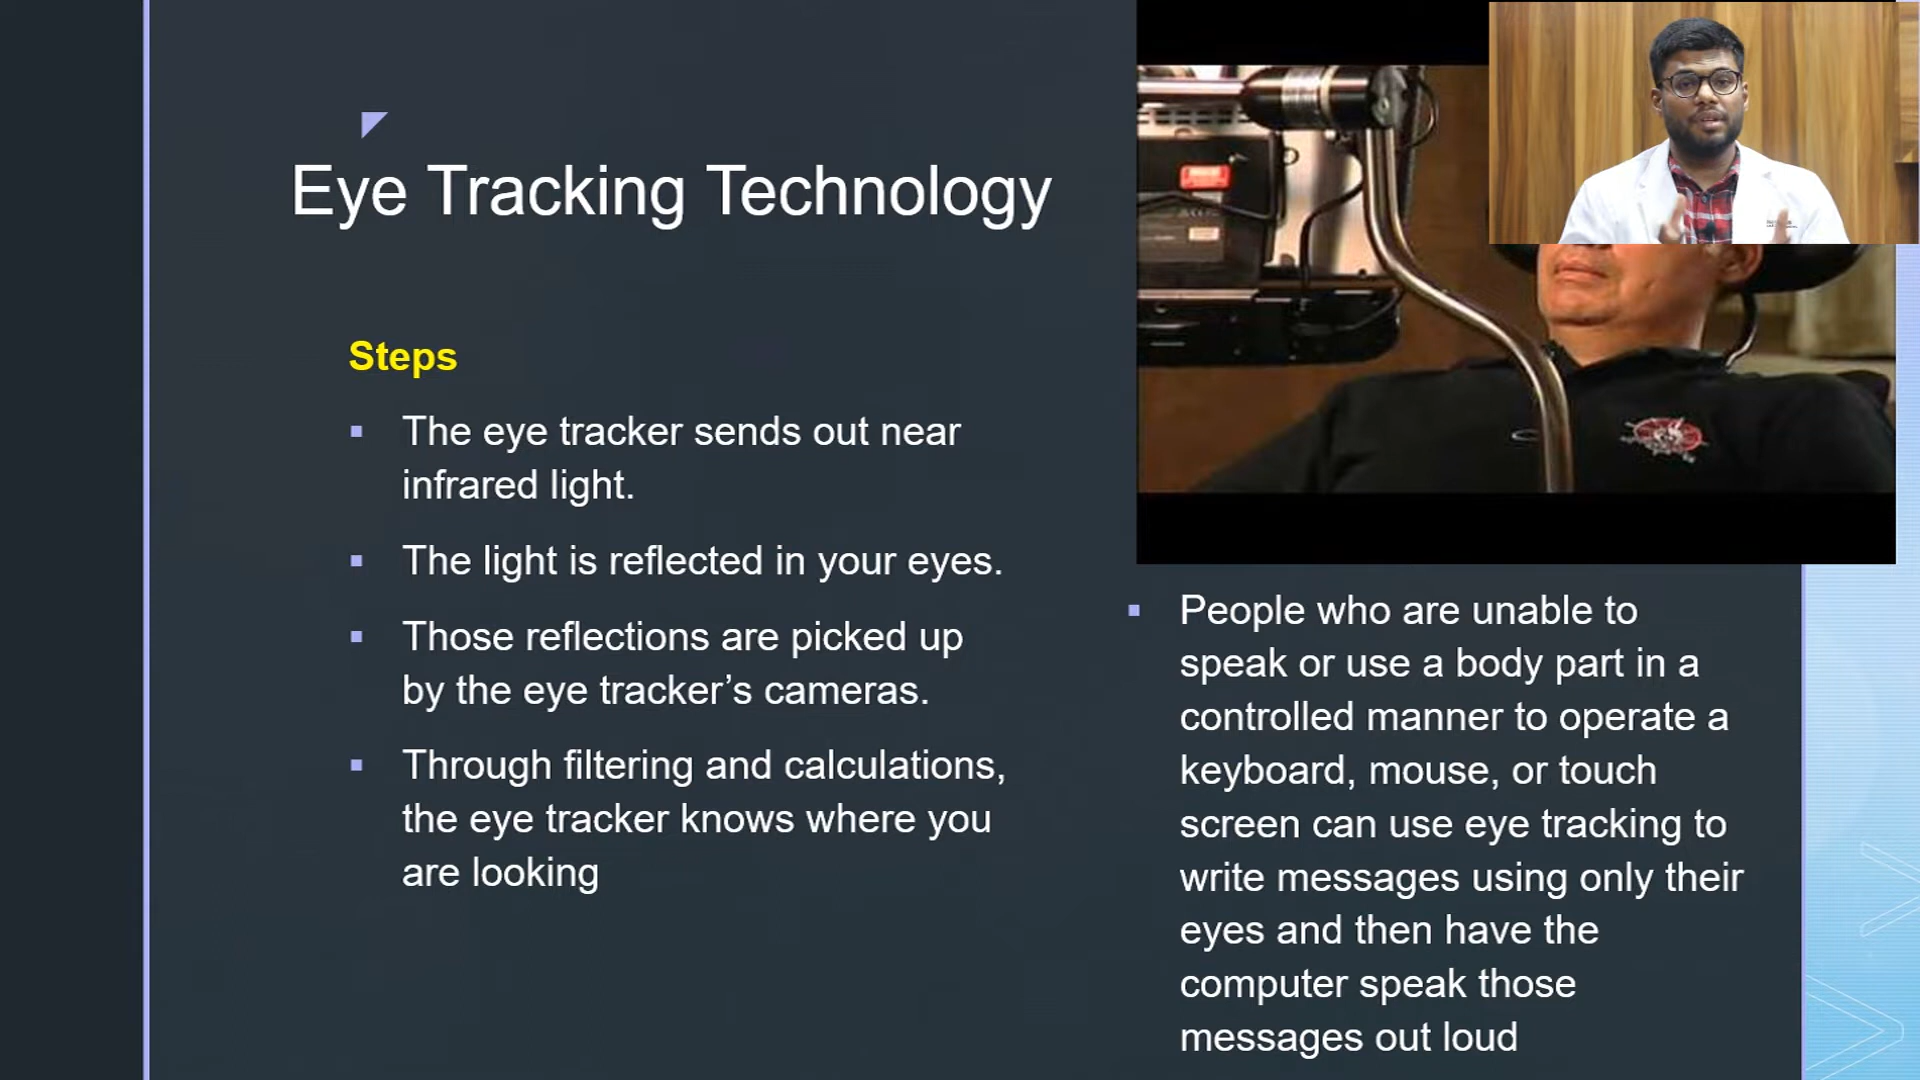 Eye Tracking Technology
Steps
The eye tracker sends out near
infrared light.
The light is reflected in your eyes.
Those reflections are picked up
by the eye tracker’s cameras.
Through filtering and calculations,
the eye tracker knows where you
are looking
People who are unable to
speak or use a body part in a
controlled manner to operate a
keyboard, mouse, or touch
screen can use eye tracking to
write messages using only their
eyes and then have the
computer speak those
messages out loud